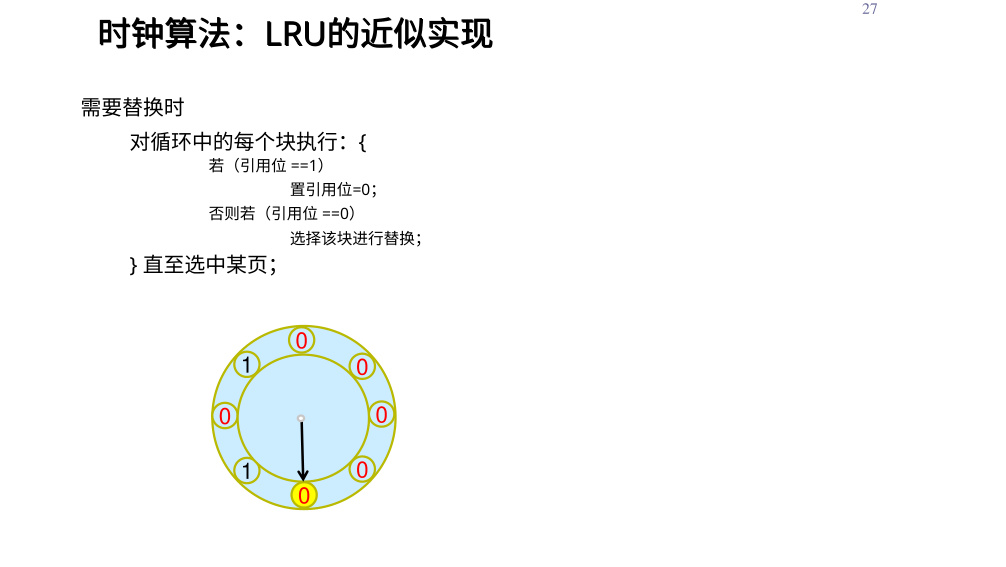 27
时钟算法：LRU的近似实现
需要替换时
对循环中的每个块执行：{
若（引用位 ==1）
置引用位=0；
否则若（引用位 ==0）
选择该块进行替换；
} 直至选中某页；
0
1
0
0
0
1
0
0